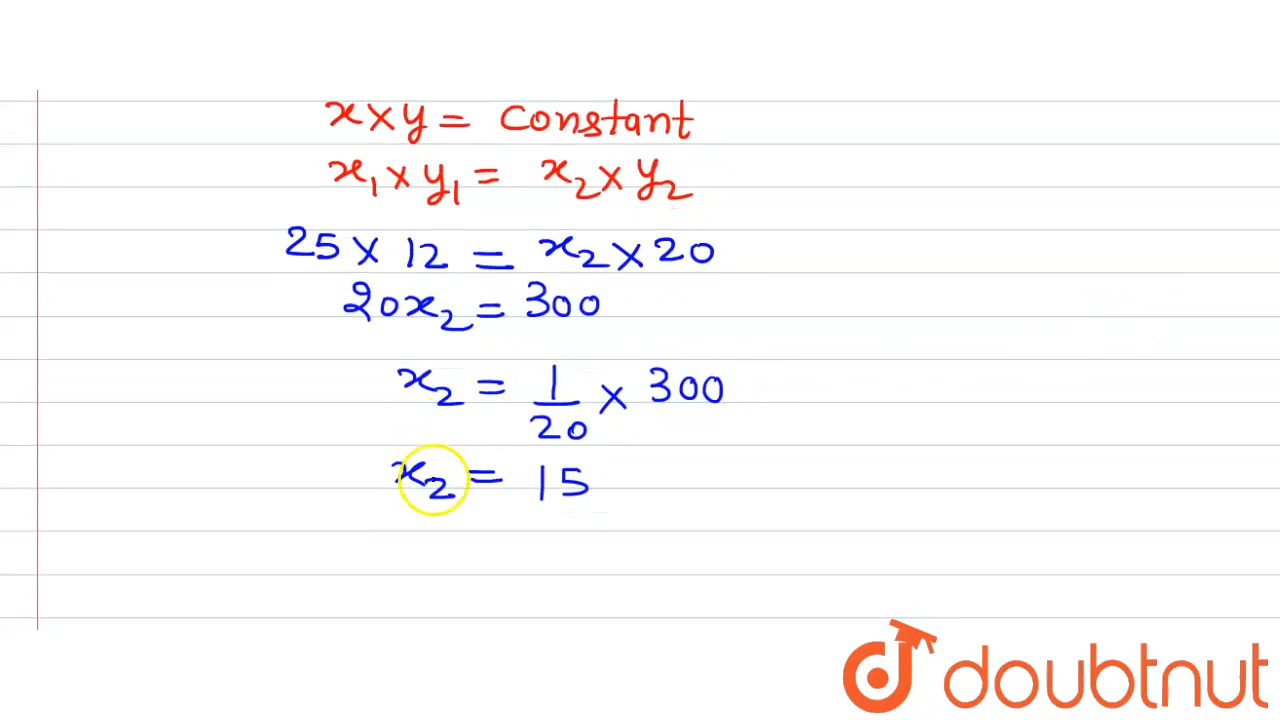 x × y = Constant
x₁ × y₁ = x₂ × y₂
25 × 12 = x₂ × 20
20x₂ = 300
x₂ = 1/20 × 300
x₂ = 15
doubtnut